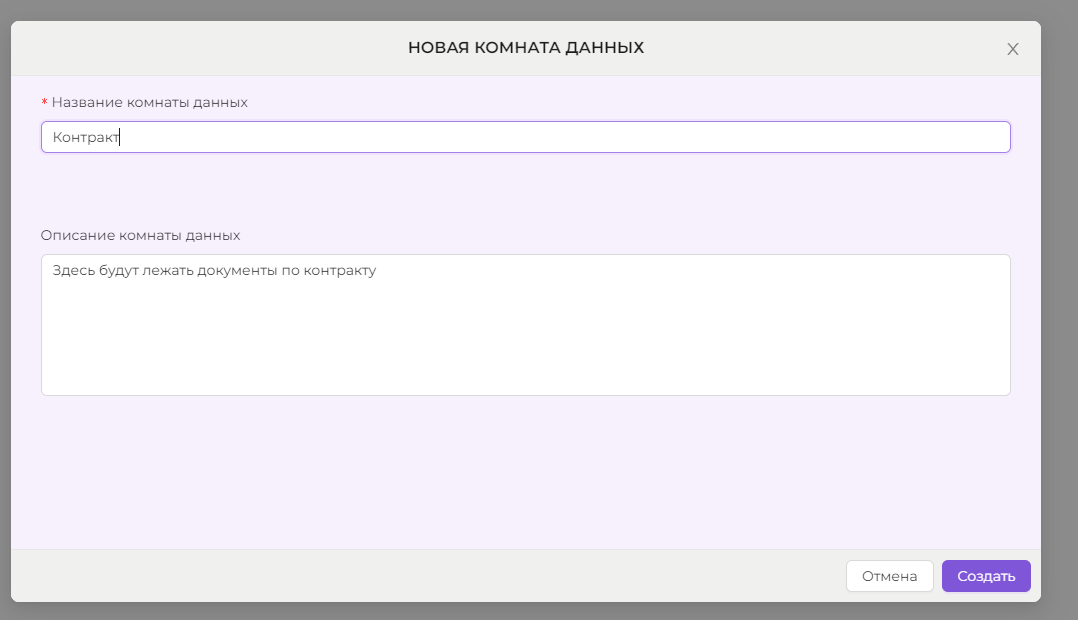 НОВАЯ КОМНАТА ДАННЫХ
* Название комнаты данных
Контракт
Описание комнаты данных
Здесь будут лежать документы по контракту
Отмена
Создать